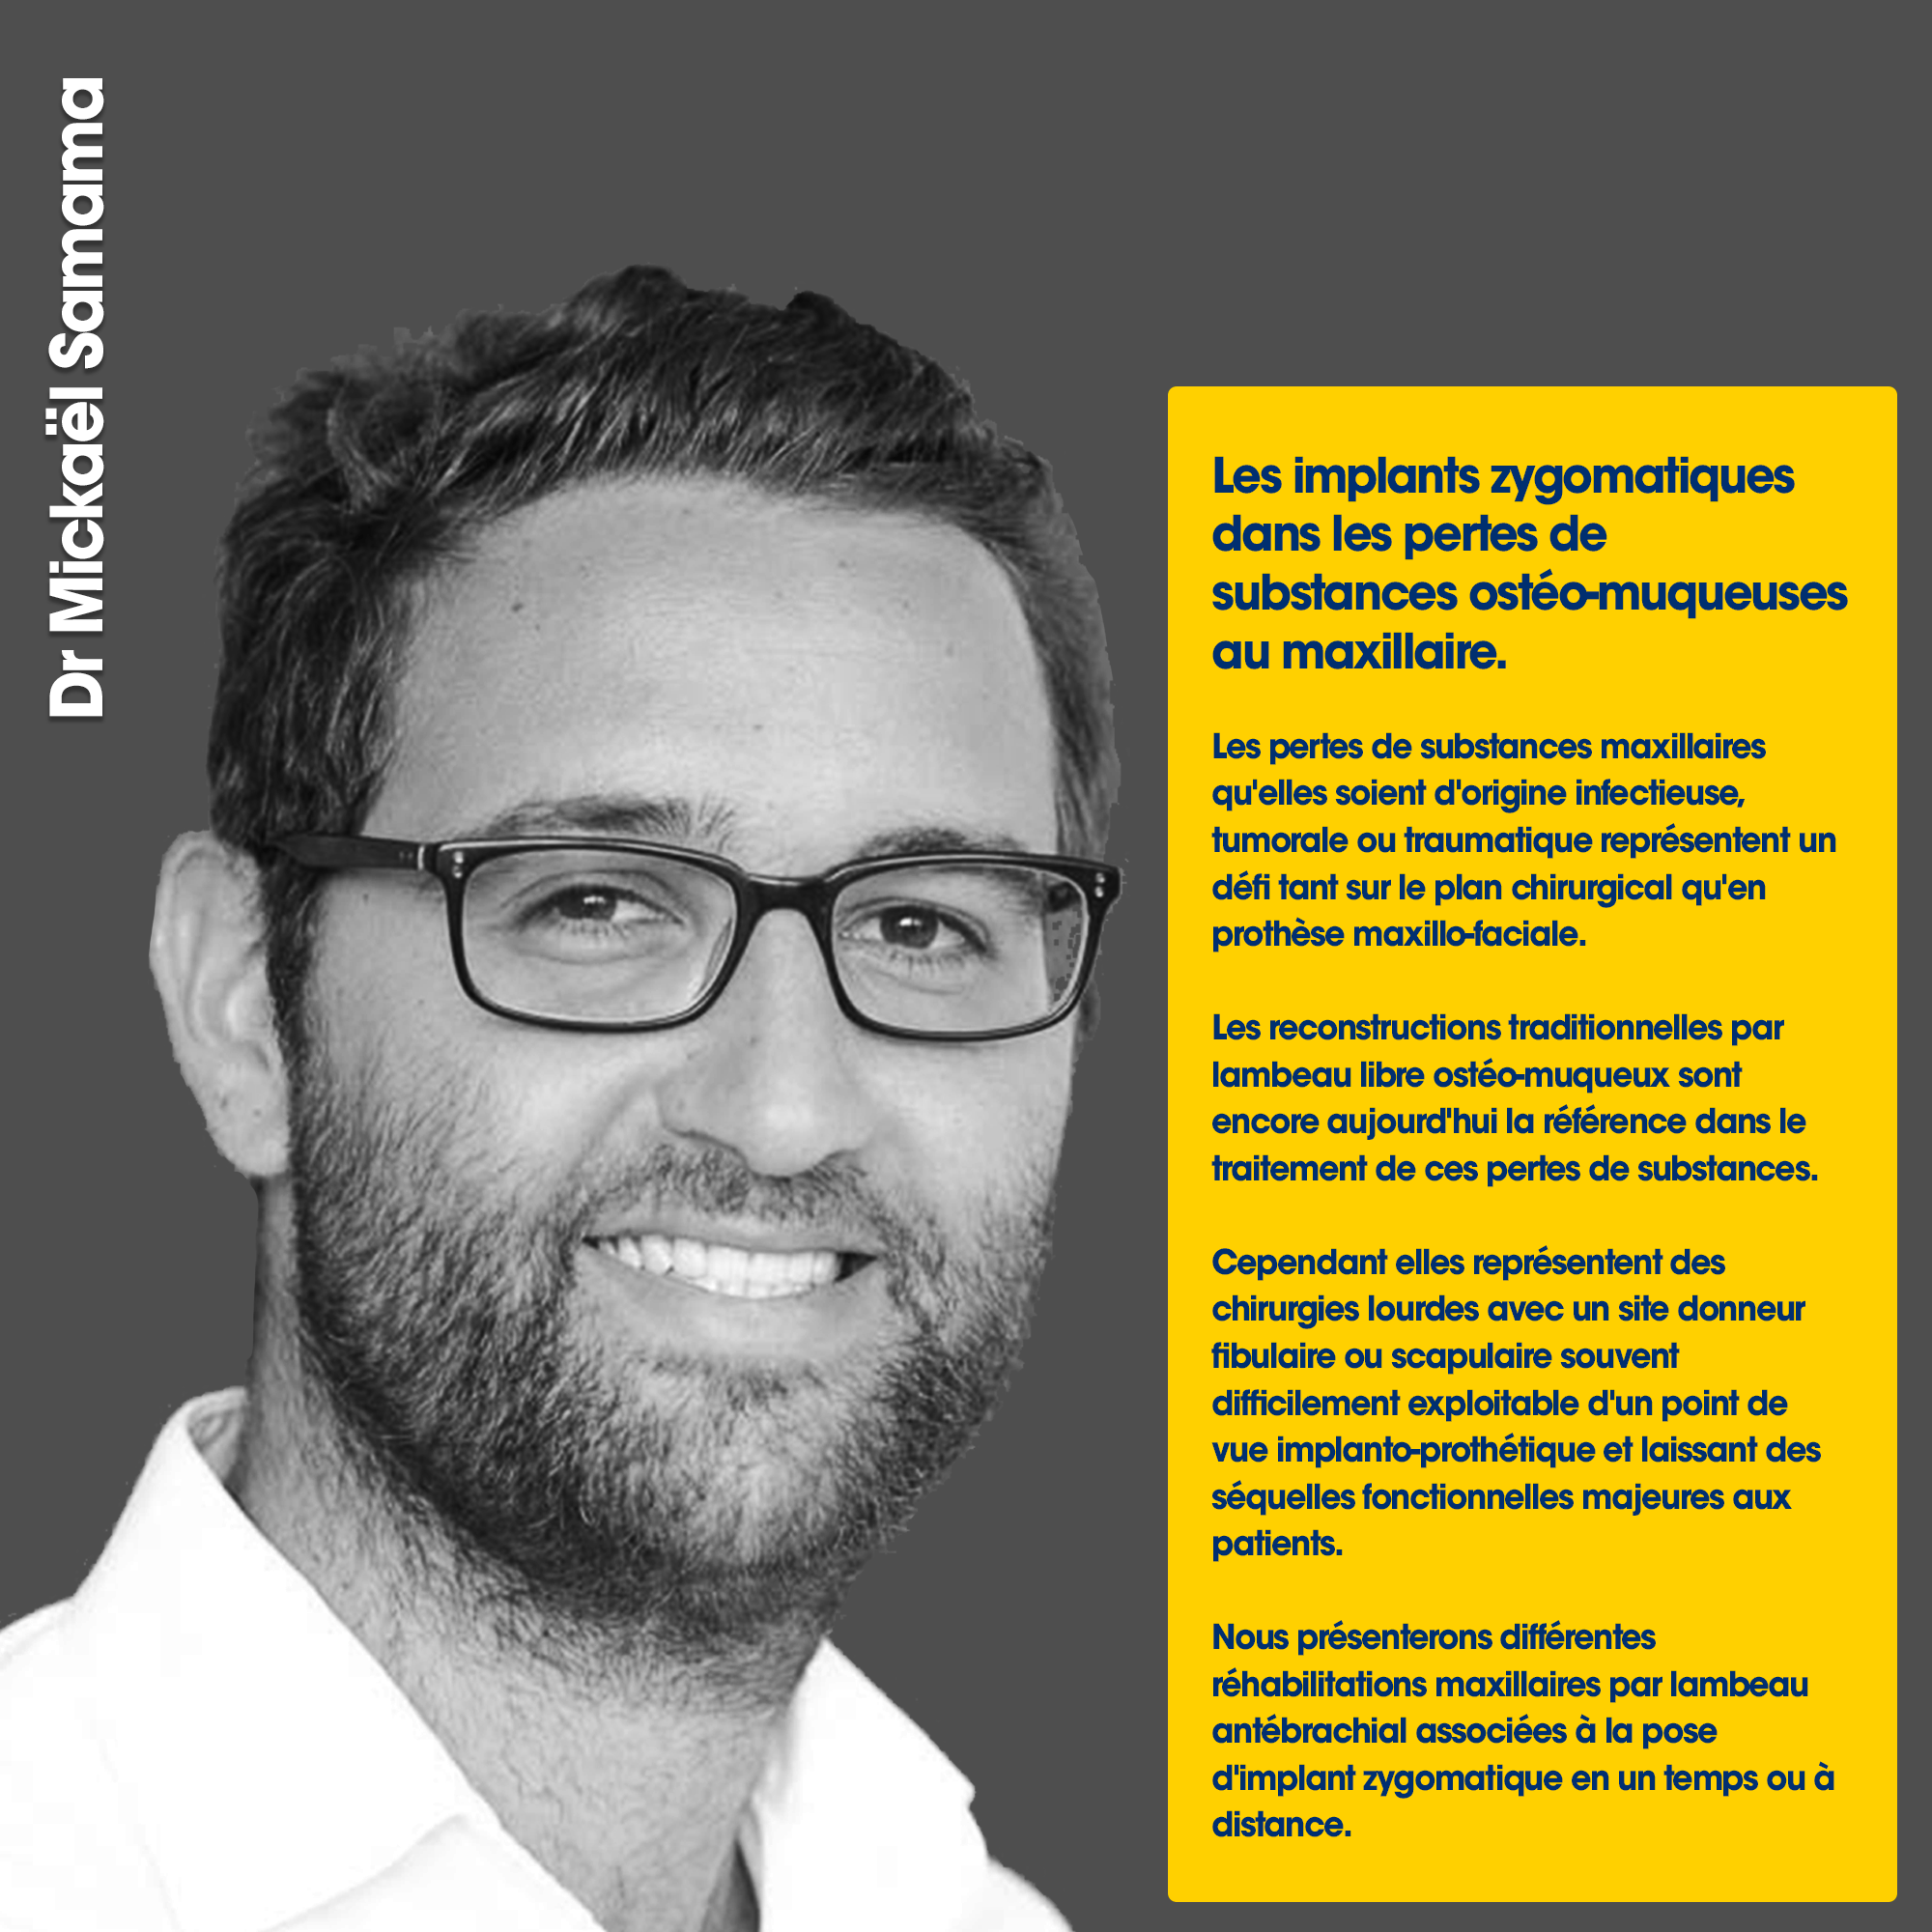 Dr Mickaël Samama
Les implants zygomatiques
dans les pertes de
substances ostéo-muqueuses
au maxillaire.
Les pertes de substances maxillaires
qu'elles soient d'origine infectieuse,
tumorale ou traumatique représentent un
défi tant sur le plan chirurgical qu'en
prothèse maxillo-faciale.
Les reconstructions traditionnelles par
lambeau libre ostéo-muqueux sont
encore aujourd'hui la référence dans le
traitement de ces pertes de substances.
Cependant elles représentent des
chirurgies lourdes avec un site donneur
fibulaire ou scapulaire souvent
difficilement exploitable d'un point de
vue implanto-prothétique et laissant des
séquelles fonctionnelles majeures aux
patients.
Nous présenterons différentes
réhabilitations maxillaires par lambeau
antébrachial associées à la pose
d'implant zygomatique en un temps ou à
distance.